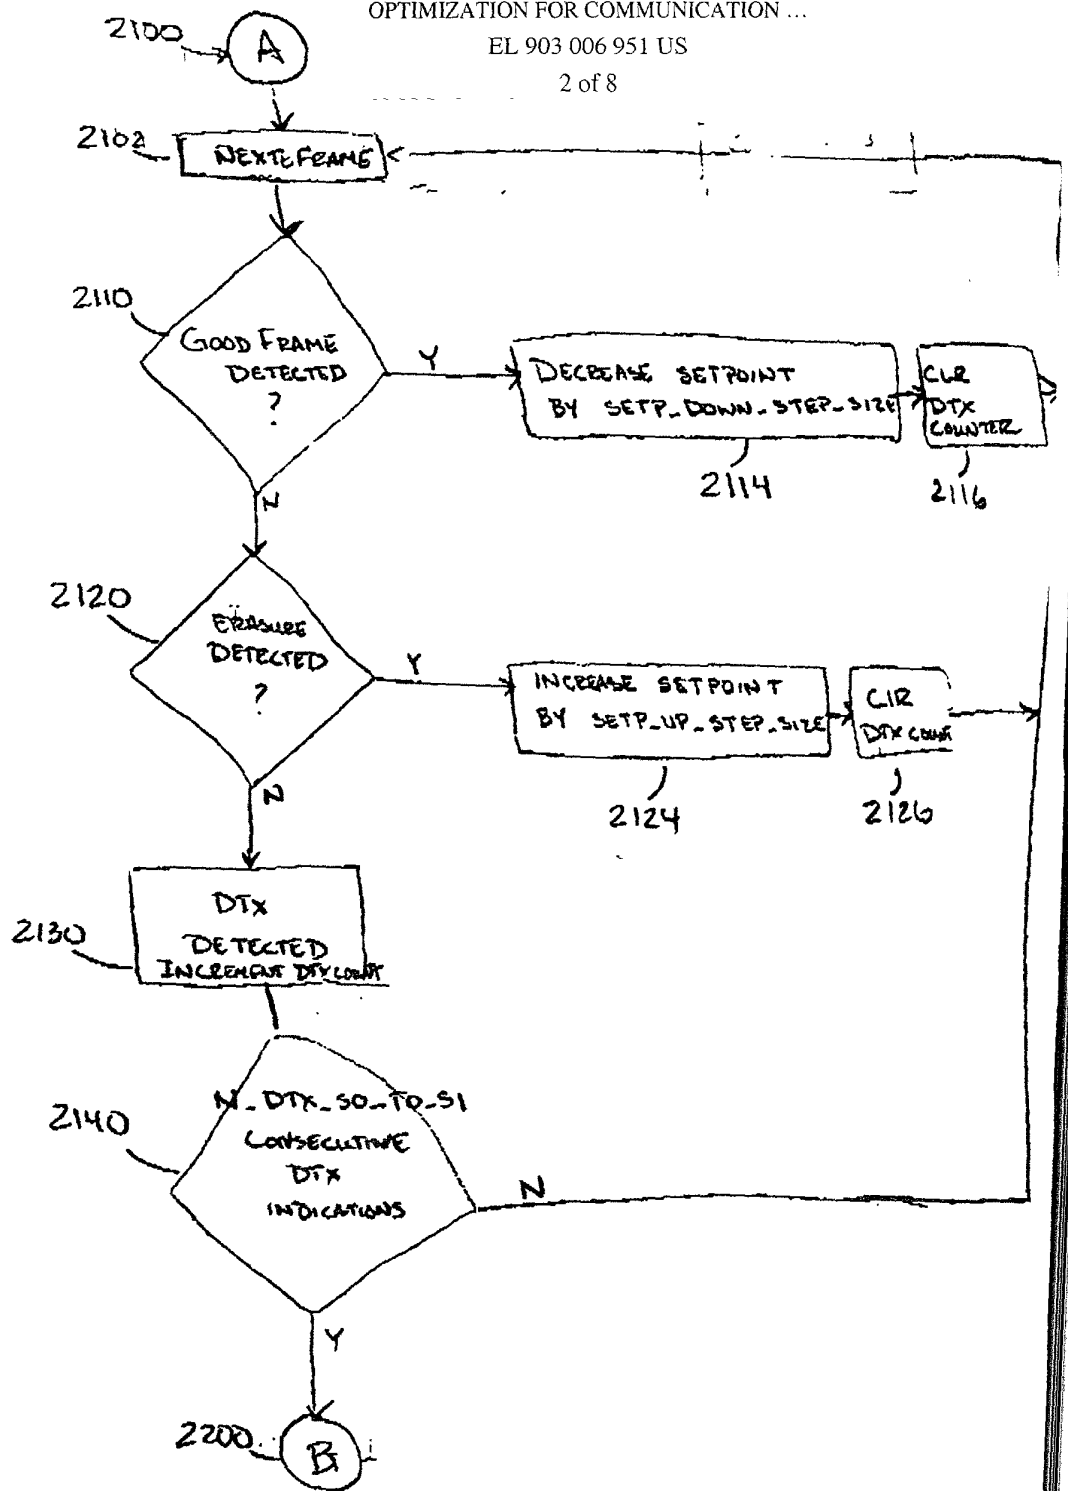 OPTIMIZATION FOR COMMUNICATION ...
EL 903 006 951 US
2 of 8
2100
A
2102
NEXTE FRAME
2110
GOOD FRAME
DETECTED
?
Y
DECREASE SETPOINT
BY SETP_DOWN_STEP_SIZE
2114
CLR
DTX
COUNTER
2116
N
2120
ERASURE
DETECTED
?
Y
INCREASE SETPOINT
BY SETP_UP_STEP_SIZE
2124
CLR
DTX COUNT
2126
N
2130
DTX
DETECTED
INCREMENT DTX COUNT
2140
N_DTX_S0_TO_S1
CONSECUTIVE
DTX
INDICATIONS
N
Y
2200
B